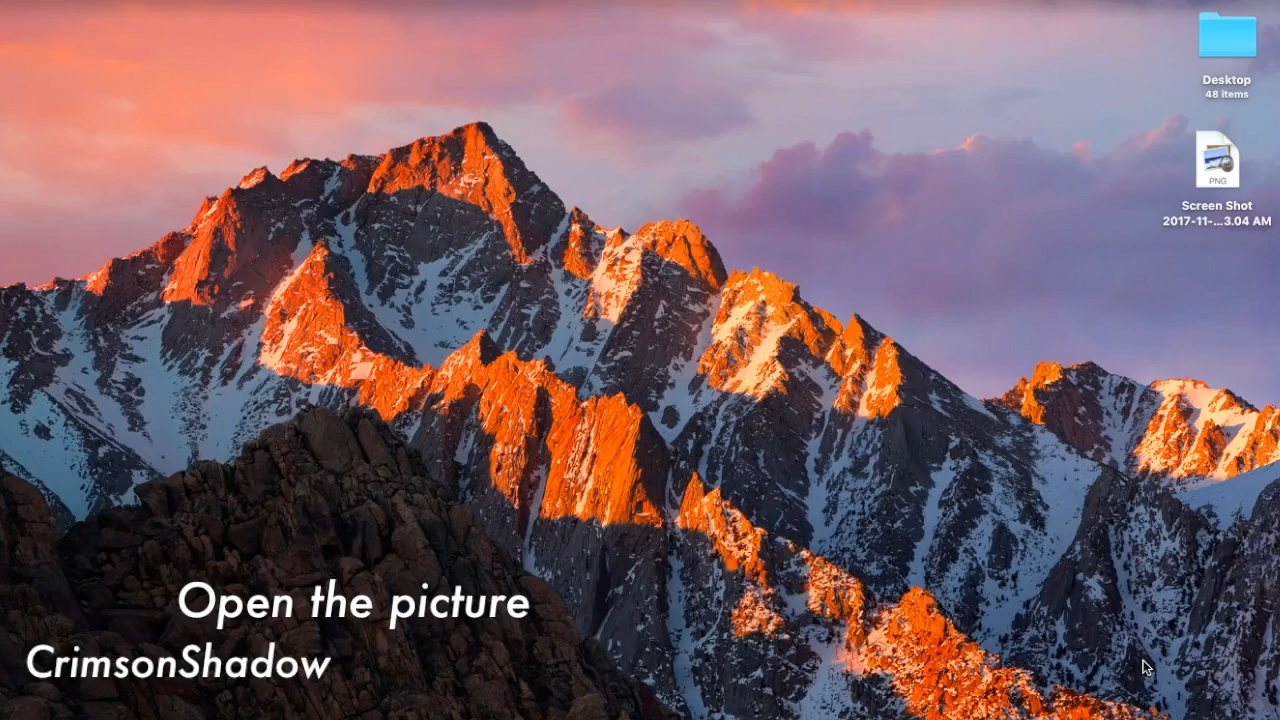 Desktop
48 items
PNG
Screen Shot
2017-11-...3.04 AM
Open the picture
CrimsonShadow